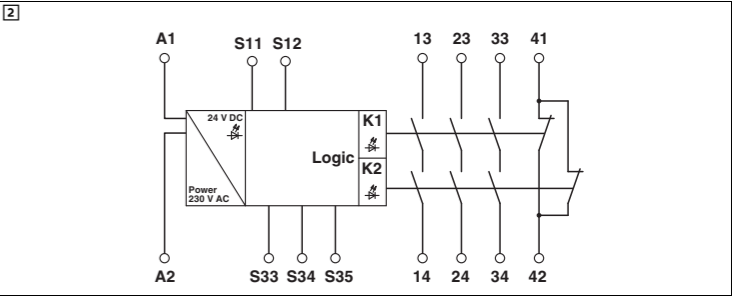 2
A1 S11 S12 13 23 33 41
24 V DC
K1
Logic
K2
Power
230 V AC
A2 S33 S34 S35 14 24 34 42